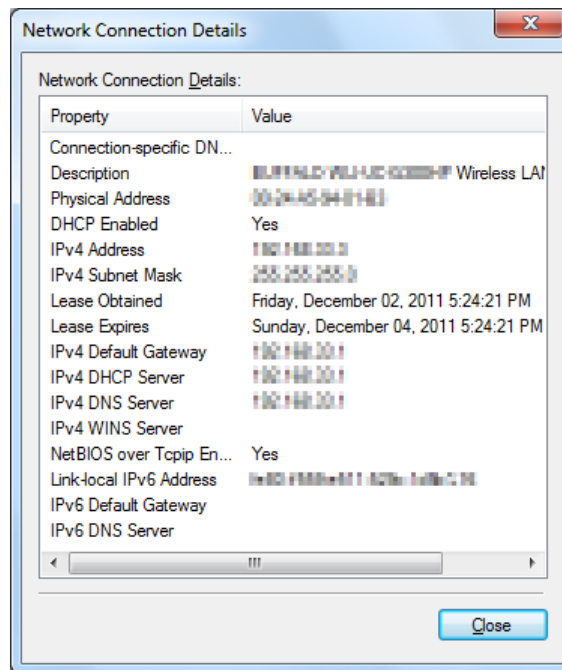 Network Connection Details
Network Connection Details:
Property Value
Connection-specific DN...
Description Wireless LAN
Physical Address
DHCP Enabled Yes
IPv4 Address
IPv4 Subnet Mask
Lease Obtained Friday, December 02, 2011 5:24:21 PM
Lease Expires Sunday, December 04, 2011 5:24:21 PM
IPv4 Default Gateway
IPv4 DHCP Server
IPv4 DNS Server
IPv4 WINS Server
NetBIOS over Tcpip En... Yes
Link-local IPv6 Address
IPv6 Default Gateway
IPv6 DNS Server
Close